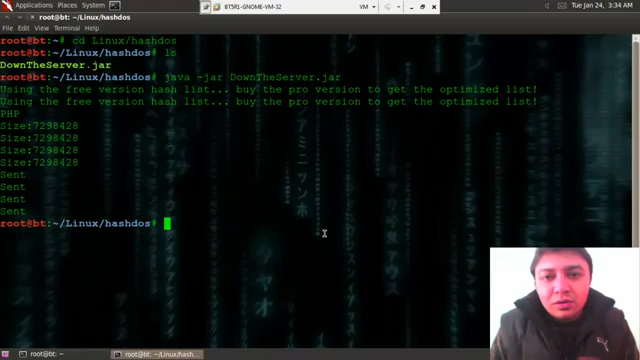 Applications Places System
BT5R1-GNOME-VM-32
VM
Tue Jan 24, 3:34 AM
root@bt: ~/Linux/hashdos
File Edit View Terminal Help
root@bt:~# cd Linux/hashdos
root@bt:~/Linux/hashdos# ls
DownTheServer.jar
root@bt:~/Linux/hashdos# java -jar DownTheServer.jar
Using the free version hash list... buy the pro version to get the optimized list!
Using the free version hash list... buy the pro version to get the optimized list!
PHP
Size:7298428
Size:7298428
Size:7298428
Size:7298428
Sent
Sent
Sent
Sent
root@bt:~/Linux/hashdos#
root@bt: ~
root@bt: ~/Linux/hash...